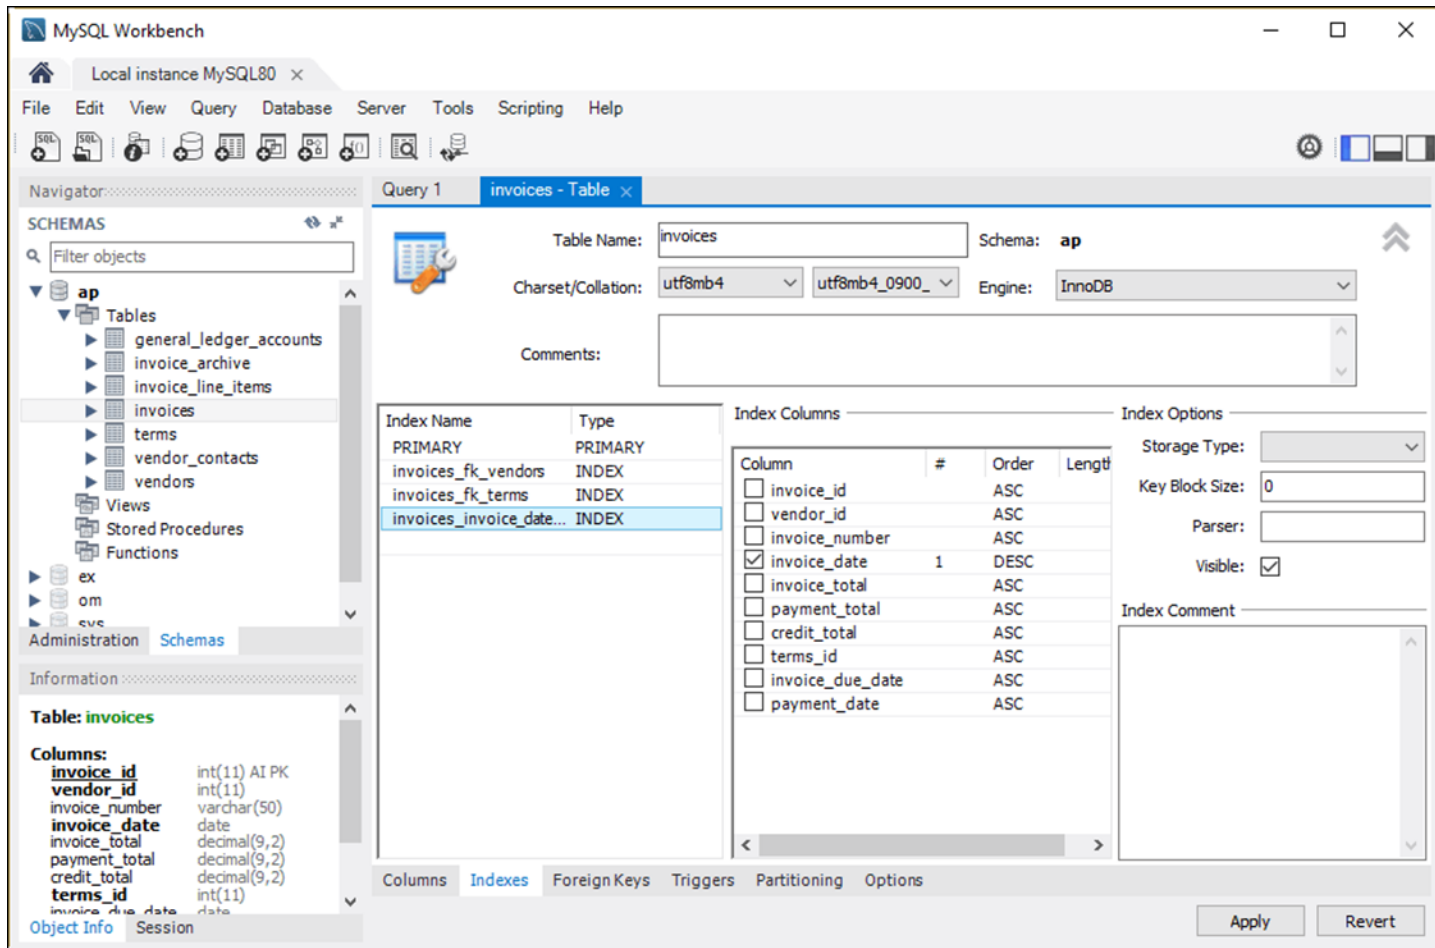 MySQL Workbench
Local instance MySQL80
File Edit View Query Database Server Tools Scripting Help
Navigator
SCHEMAS
Filter objects
ap
Tables
general_ledger_accounts
invoice_archive
invoice_line_items
invoices
terms
vendor_contacts
vendors
Views
Stored Procedures
Functions
ex
om
sys
Administration Schemas
Information
Table: invoices
Columns:
invoice_id int(11) AI PK
vendor_id int(11)
invoice_number varchar(50)
invoice_date date
invoice_total decimal(9,2)
payment_total decimal(9,2)
credit_total decimal(9,2)
terms_id int(11)
invoice_due_date date
Object Info Session
Query 1 invoices - Table
Table Name: invoices Schema: ap
Charset/Collation: utf8mb4 utf8mb4_0900_ Engine: InnoDB
Comments:
Index Name Type
PRIMARY PRIMARY
invoices_fk_vendors INDEX
invoices_fk_terms INDEX
invoices_invoice_date... INDEX
Index Columns
Column # Order Length
invoice_id ASC
vendor_id ASC
invoice_number ASC
invoice_date 1 DESC
invoice_total ASC
payment_total ASC
credit_total ASC
terms_id ASC
invoice_due_date ASC
payment_date ASC
Index Options
Storage Type:
Key Block Size: 0
Parser:
Visible:
Index Comment
Columns Indexes Foreign Keys Triggers Partitioning Options
Apply Revert